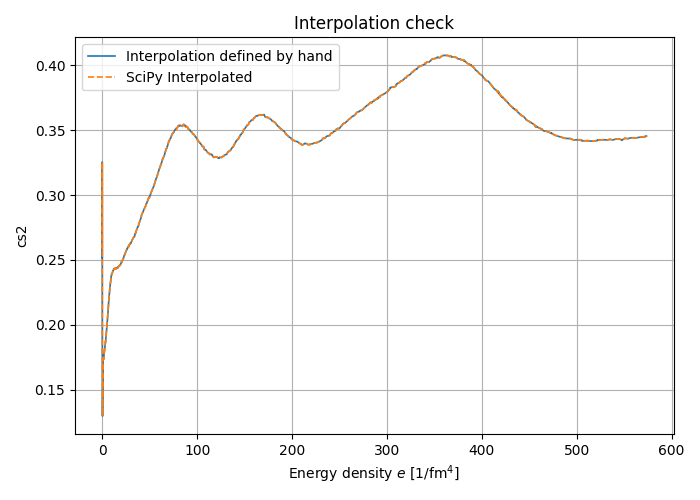 Interpolation check
Interpolation defined by hand
SciPy Interpolated
0.40
0.35
0.30
0.25
0.20
0.15
cs2
0 100 200 300 400 500 600
Energy density e [1/fm⁴]